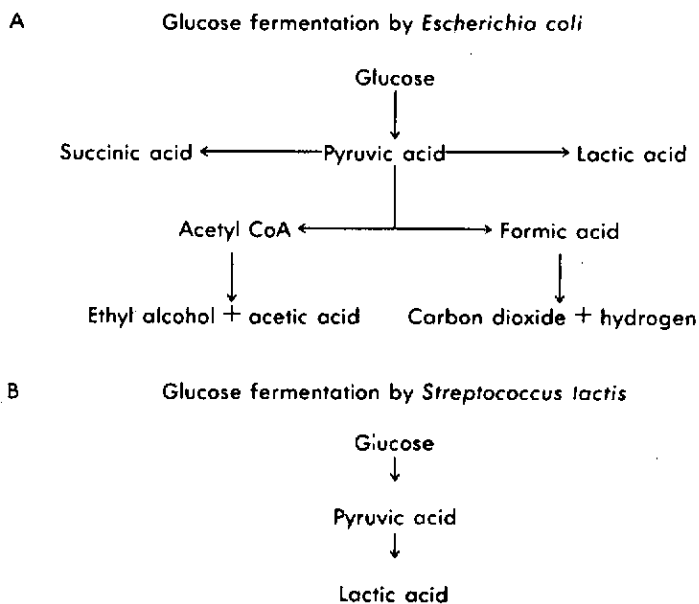 A Glucose fermentation by Escherichia coli
Glucose
Succinic acid Pyruvic acid Lactic acid
Acetyl CoA Formic acid
Ethyl alcohol + acetic acid Carbon dioxide + hydrogen
B Glucose fermentation by Streptococcus lactis
Glucose
Pyruvic acid
Lactic acid